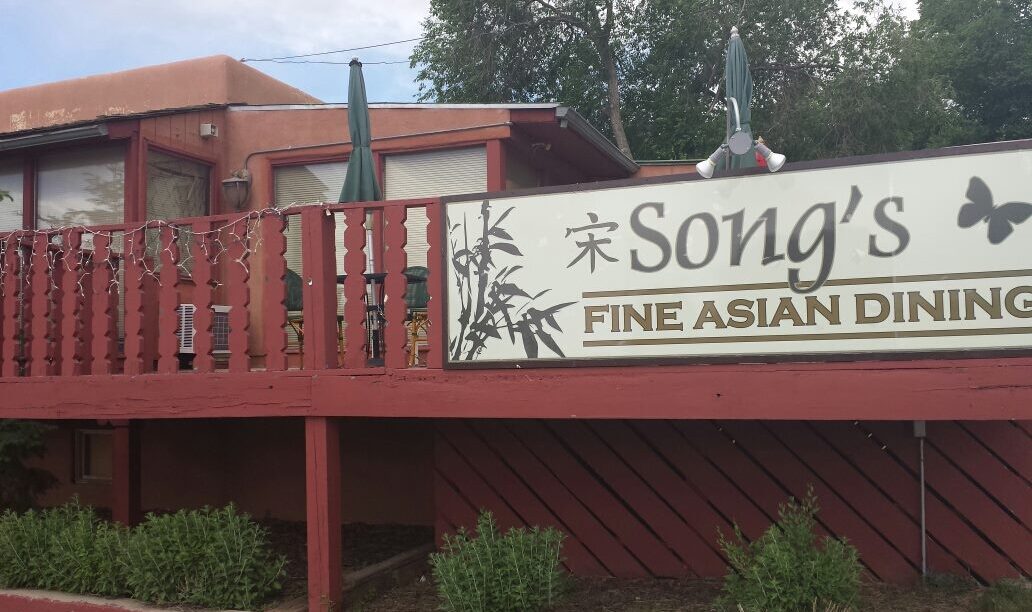 宋 Song's
FINE ASIAN DINING